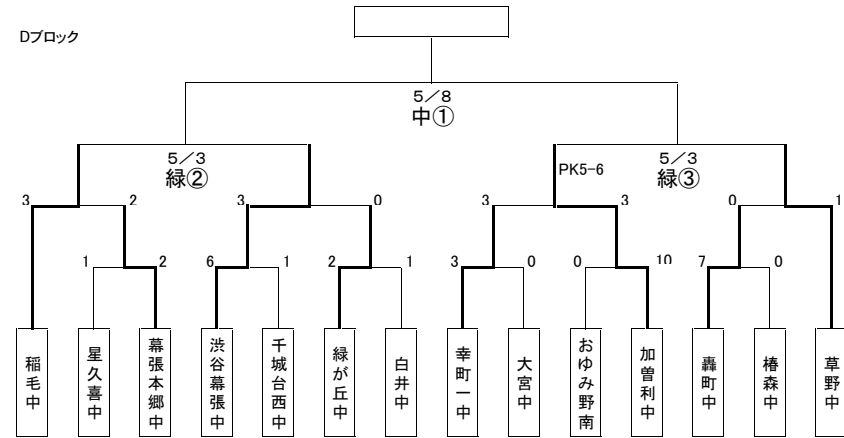 Dブロック
5／8
中①
5／3
緑②
PK5-6
5／3
緑③
3
2
3
0
3
3
0
1
1
2
6
1
2
1
3
0
0
10
7
0
稲毛中
星久喜中
幕張本郷中
渋谷幕張中
千城台西中
緑が丘中
白井中
幸町一中
大宮中
おゆみ野南
加曽利中
轟町中
椿森中
草野中